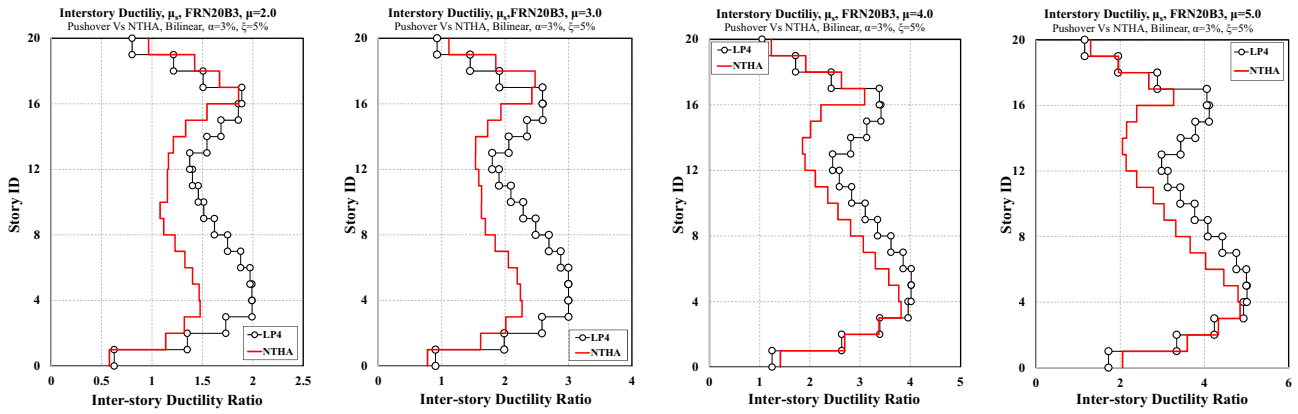 Interstory Ductiliy, μs, FRN20B3, μ=2.0
Pushover Vs NTHA, Bilinear, α=3%, ξ=5%
20
16
12
8
4
0
Story ID
LP4
NTHA
0 0.5 1 1.5 2 2.5
Inter-story Ductility Ratio
Interstory Ductiliy, μs, FRN20B3, μ=3.0
Pushover Vs NTHA, Bilinear, α=3%, ξ=5%
20
16
12
8
4
0
Story ID
LP4
NTHA
0 1 2 3 4
Inter-story Ductility Ratio
Interstory Ductiliy, μs, FRN20B3, μ=4.0
Pushover Vs NTHA, Bilinear, α=3%, ξ=5%
20
16
12
8
4
0
Story ID
LP4
NTHA
0 1 2 3 4 5
Inter-story Ductility Ratio
Interstory Ductiliy, μs, FRN20B3, μ=5.0
Pushover Vs NTHA, Bilinear, α=3%, ξ=5%
20
16
12
8
4
0
Story ID
LP4
NTHA
0 2 4 6
Inter-story Ductility Ratio